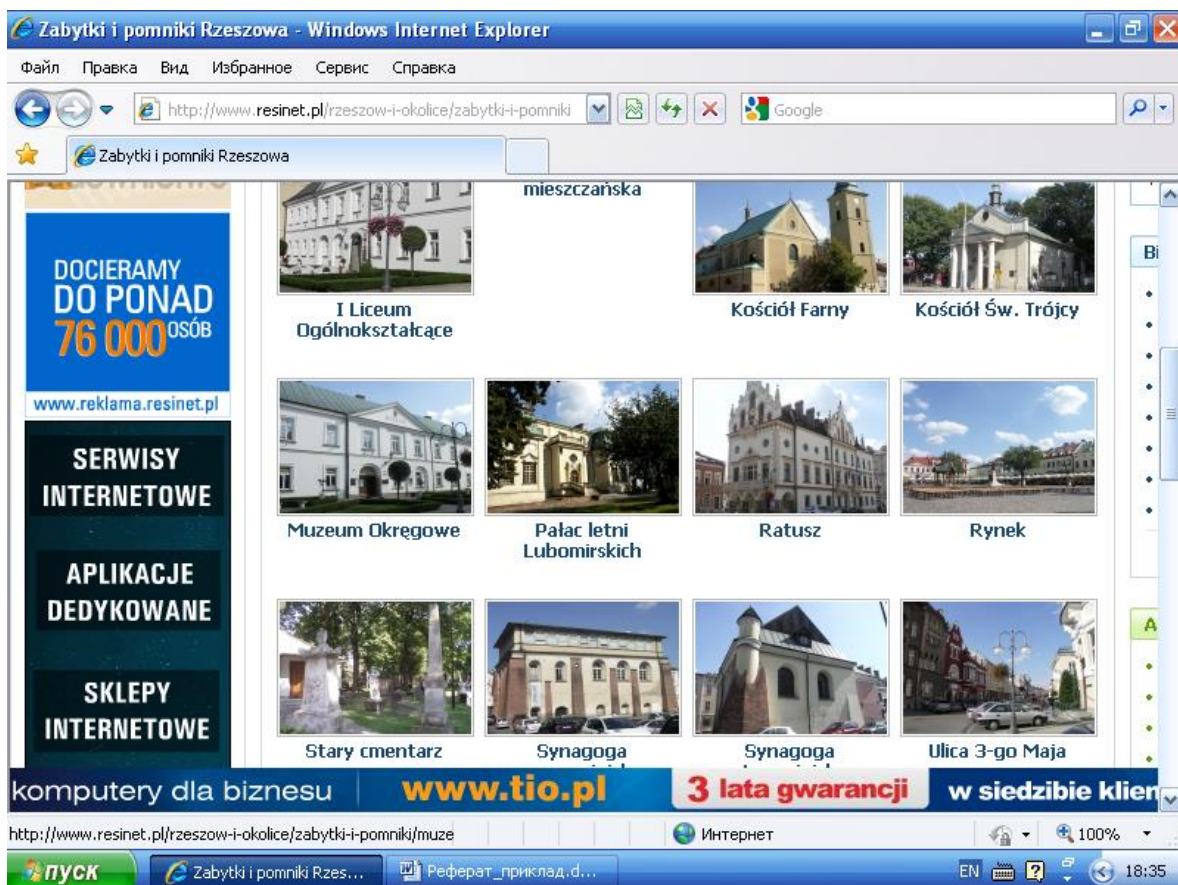 Zabytki i pomniki Rzeszowa - Windows Internet Explorer
Файл Правка Вид Избранное Сервис Справка
http://www.resinet.pl/rzeszow-i-okolice/zabytki-i-pomniki
Google
Zabytki i pomniki Rzeszowa
mieszczańska
DOCIERAMY
DO PONAD
76 000 OSÓB
www.reklama.resinet.pl
SERWISY
INTERNETOWE
APLIKACJE
DEDYKOWANE
SKLEPY
INTERNETOWE
I Liceum
Ogólnokształcące
Kościół Farny
Kościół Św. Trójcy
Muzeum Okręgowe
Pałac letni
Lubomirskich
Ratusz
Rynek
Stary cmentarz
Synagoga
Synagoga
Ulica 3-go Maja
Bi
A
komputery dla biznesu
www.tio.pl
3 lata gwarancji
w siedzibie klien
http://www.resinet.pl/rzeszow-i-okolice/zabytki-i-pomniki/muze
Интернет
100%
пуск
Zabytki i pomniki Rzes...
Реферат_приклад.d...
EN
18:35